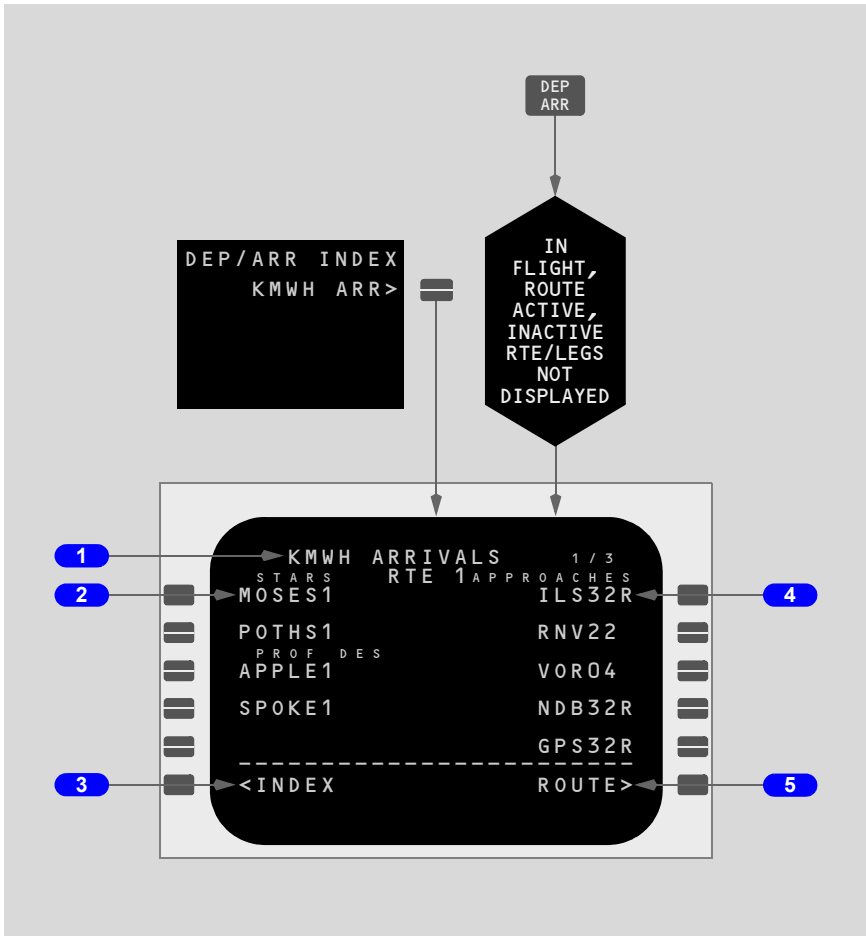 DEP
ARR
IN
FLIGHT,
ROUTE
ACTIVE,
INACTIVE
RTE/LEGS
NOT
DISPLAYED
DEP/ARR INDEX
KMWH ARR>
1
KMWH ARRIVALS 1/3
STARS RTE 1 APPROACHES
2 MOSES1 ILS32R 4
POTHS1 RNV22
PROF DES
APPLE1 VOR04
SPOKE1 NDB32R
GPS32R
------------------------
3 <INDEX ROUTE> 5